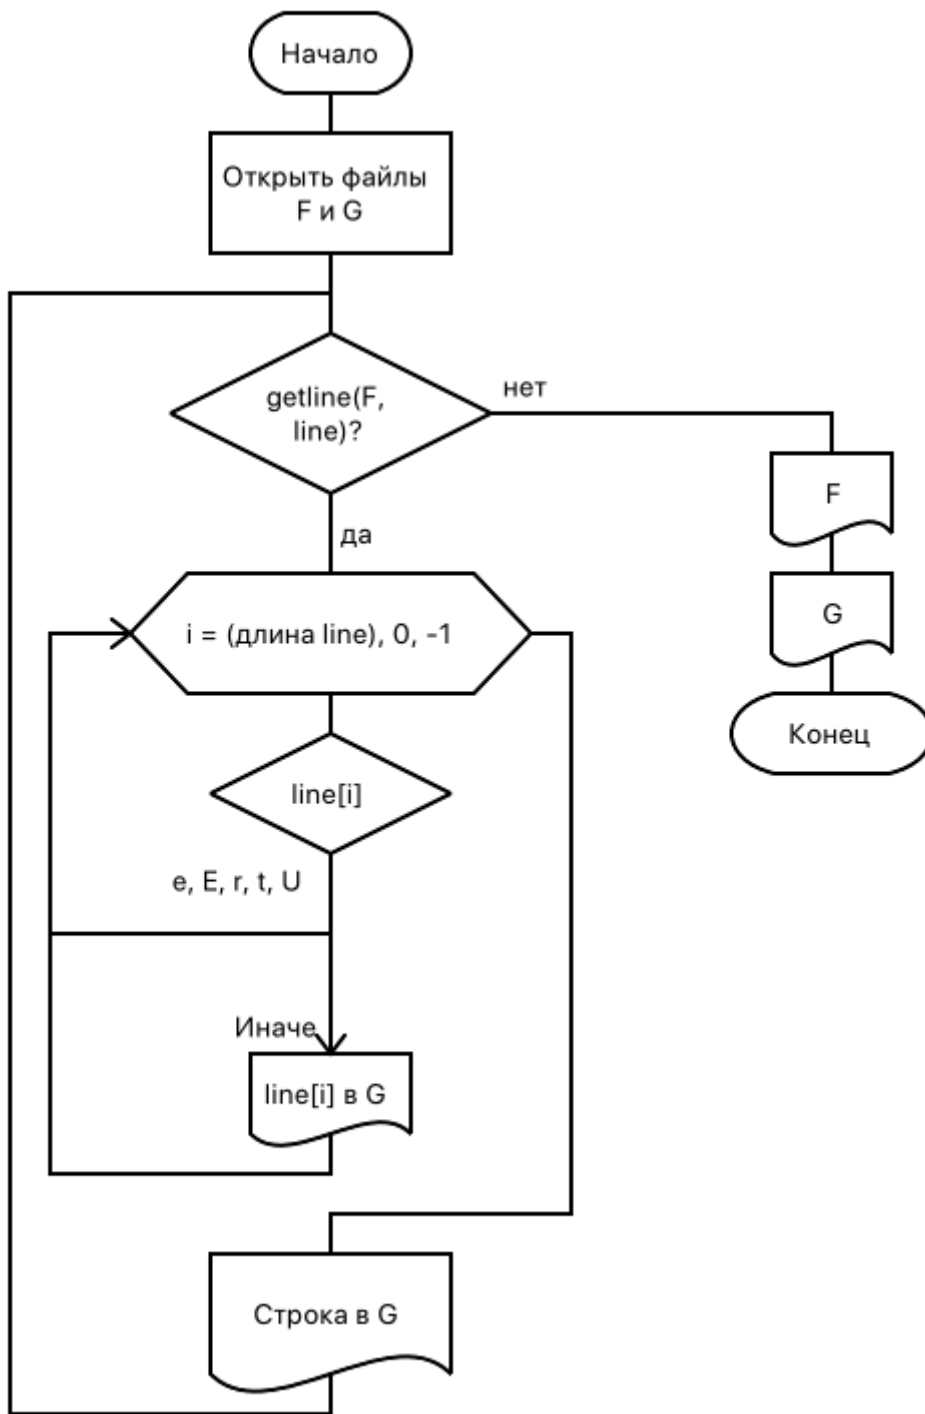 Начало
Открыть файлы
F и G
getline(F,
line)?
нет
да
F
G
Конец
i = (длина line), 0, -1
line[i]
e, E, r, t, U
Иначе
line[i] в G
Строка в G